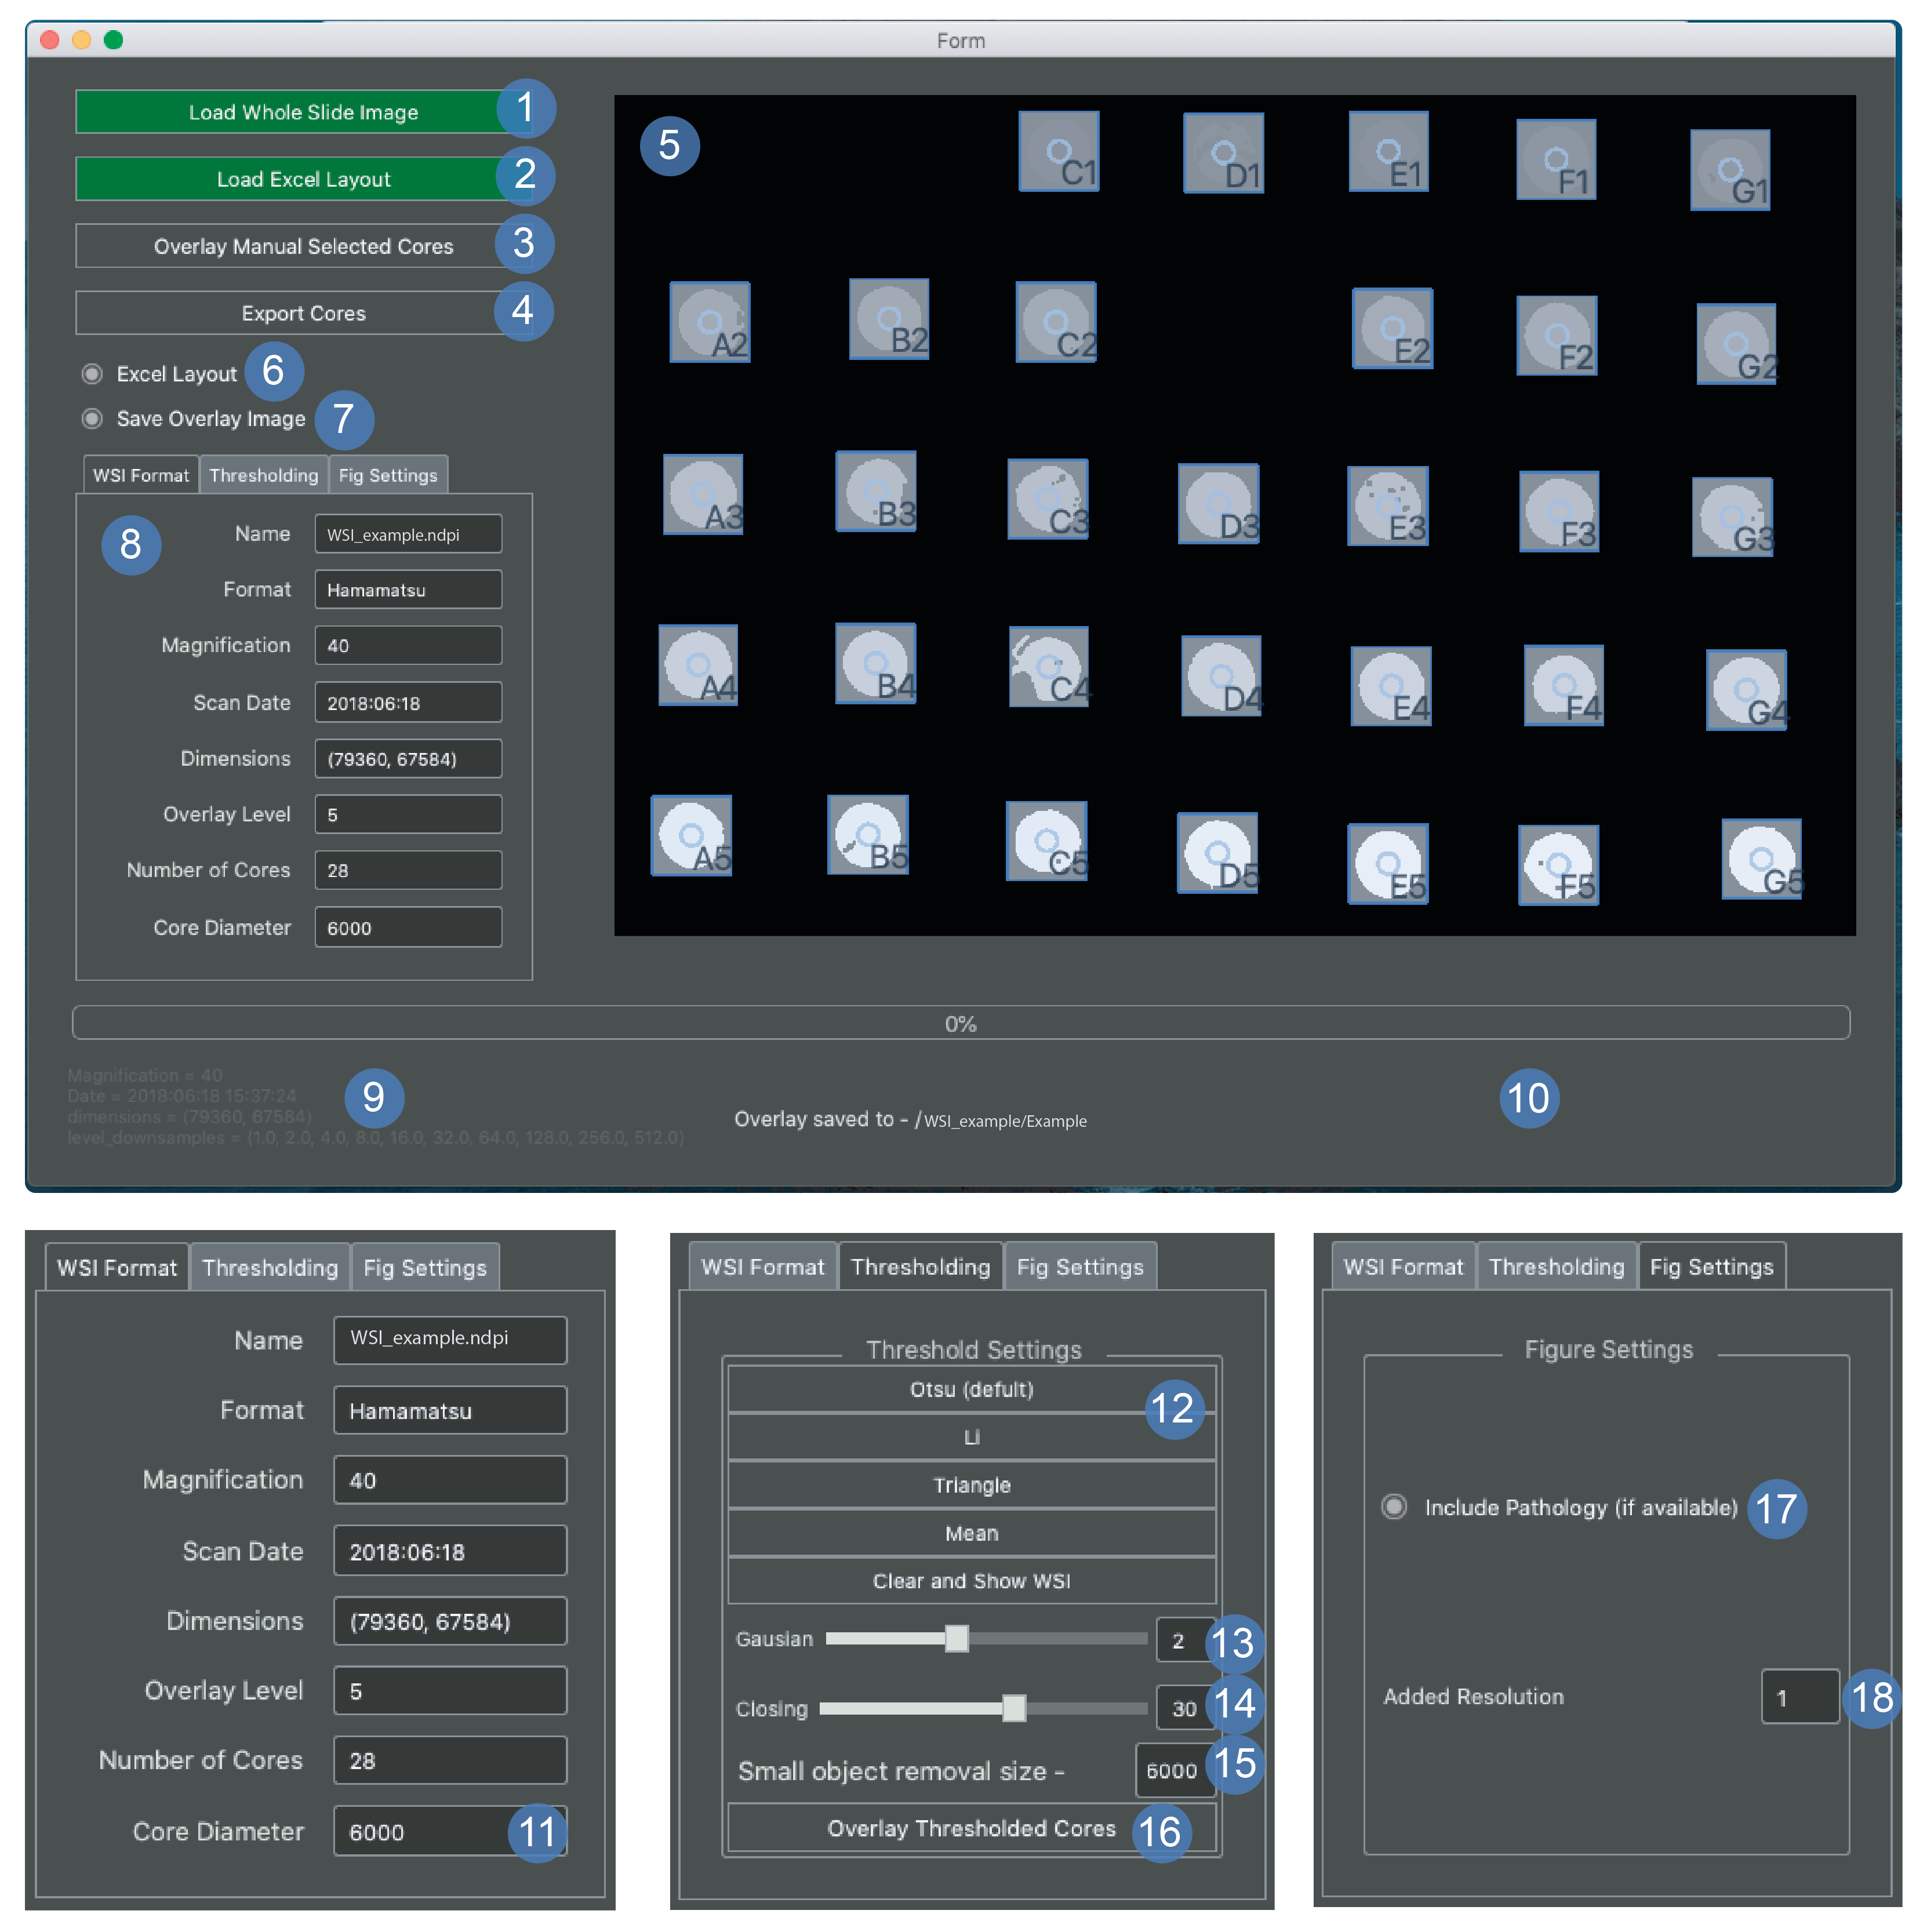 Form
Load Whole Slide Image 1
Load Excel Layout 2
Overlay Manual Selected Cores 3
Export Cores 4
Excel Layout 6
Save Overlay Image 7
WSI Format Thresholding Fig Settings
8
Name WSI_example.ndpi
Format Hamamatsu
Magnification 40
Scan Date 2018:06:18
Dimensions (79360, 67584)
Overlay Level 5
Number of Cores 28
Core Diameter 6000
5
C1 D1 E1 F1 G1
A2 B2 C2 E2 F2 G2
A3 B3 C3 D3 E3 F3 G3
A4 B4 C4 D4 E4 F4 G4
A5 B5 C5 D5 E5 F5 G5
0%
Magnification = 40
Date = 2018:06:18 15:37:24
dimensions = (79360, 67584)
level_downsamples = (1.0, 2.0, 4.0, 8.0, 16.0, 32.0, 64.0, 128.0, 256.0, 512.0)
9
Overlay saved to - /WSI_example/Example
10
WSI Format Thresholding Fig Settings
Name WSI_example.ndpi
Format Hamamatsu
Magnification 40
Scan Date 2018:06:18
Dimensions (79360, 67584)
Overlay Level 5
Number of Cores 28
Core Diameter 6000 11
WSI Format Thresholding Fig Settings
Threshold Settings
Otsu (defult) 12
Li
Triangle
Mean
Clear and Show WSI
Gausian 2 13
Closing 30 14
Small object removal size - 6000 15
Overlay Thresholded Cores 16
WSI Format Thresholding Fig Settings
Figure Settings
Include Pathology (if available) 17
Added Resolution 1 18